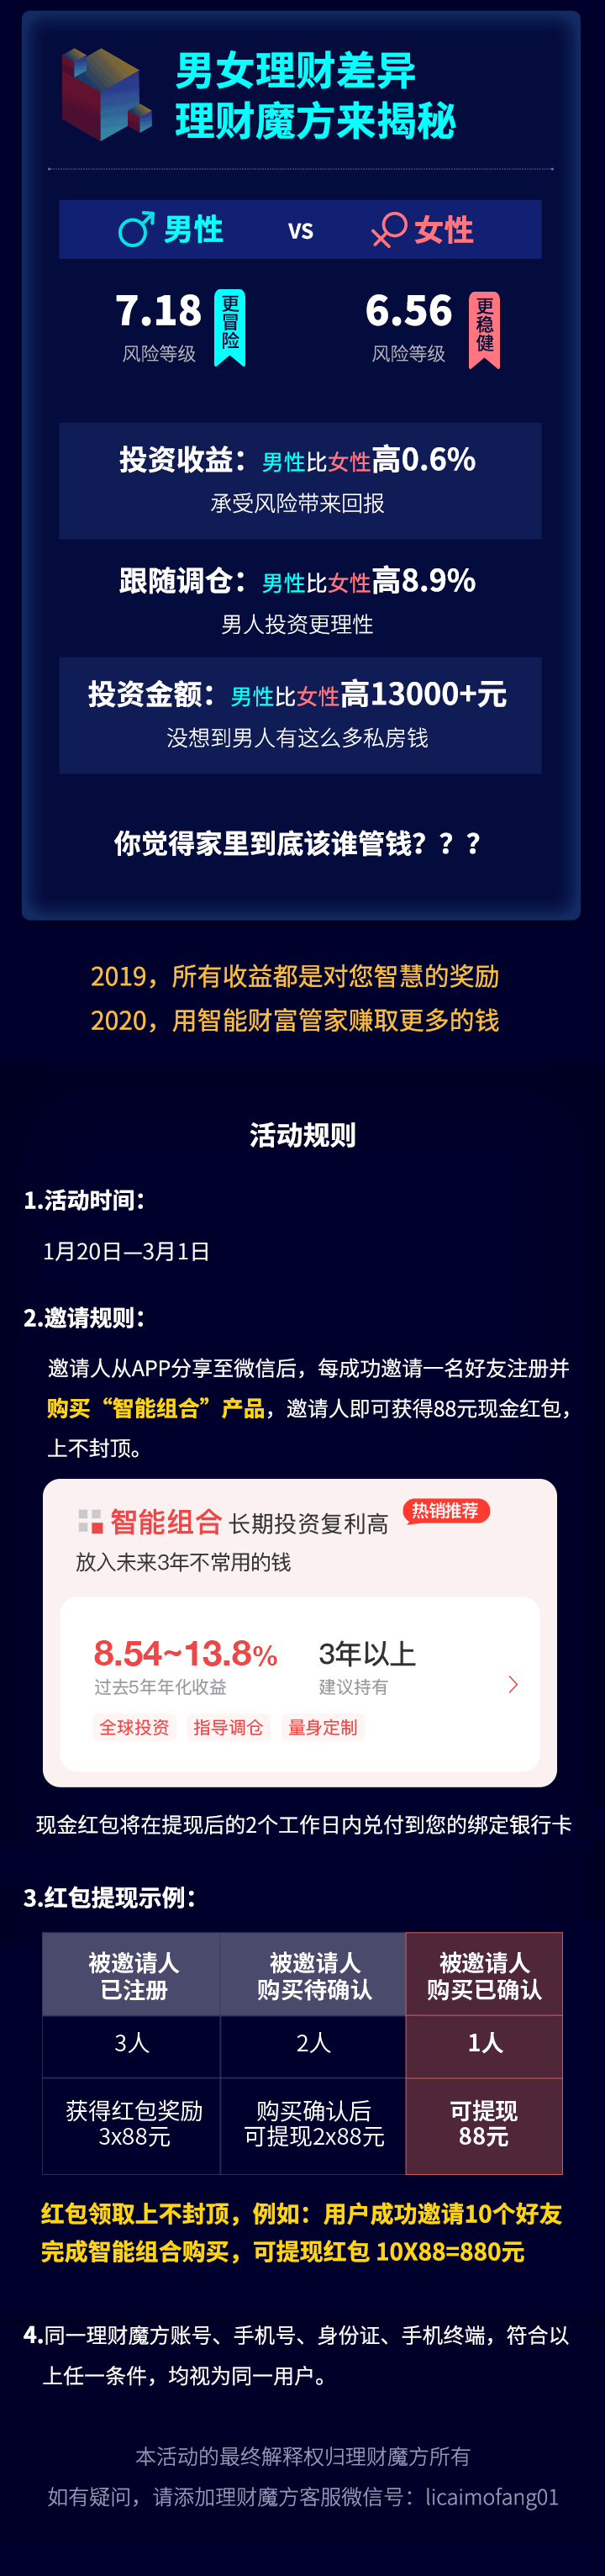 男女理财差异
理财魔方来揭秘
男性 VS 女性
7.18 更冒险 6.56 更稳健
风险等级 风险等级
投资收益：男性比女性高0.6%
承受风险带来回报
跟随调仓：男性比女性高8.9%
男人投资更理性
投资金额：男性比女性高13000+元
没想到男人有这么多私房钱
你觉得家里到底该谁管钱？？？
2019，所有收益都是对您智慧的奖励
2020，用智能财富管家赚取更多的钱
活动规则
1.活动时间：
1月20日—3月1日
2.邀请规则：
邀请人从APP分享至微信后，每成功邀请一名好友注册并
购买“智能组合”产品，邀请人即可获得88元现金红包，
上不封顶。
智能组合 长期投资复利高 热销推荐
放入未来3年不常用的钱
8.54~13.8% 3年以上
过去5年年化收益 建议持有
全球投资 指导调仓 量身定制
现金红包将在提现后的2个工作日内兑付到您的绑定银行卡
3.红包提现示例：
被邀请人 被邀请人 被邀请人
已注册 购买待确认 购买已确认
3人 2人 1人
获得红包奖励 购买确认后 可提现
3x88元 可提现2x88元 88元
红包领取上不封顶，例如：用户成功邀请10个好友
完成智能组合购买，可提现红包 10X88=880元
4.同一理财魔方账号、手机号、身份证、手机终端，符合以
上任一条件，均视为同一用户。
本活动的最终解释权归理财魔方所有
如有疑问，请添加理财魔方客服微信号：licaimofang01